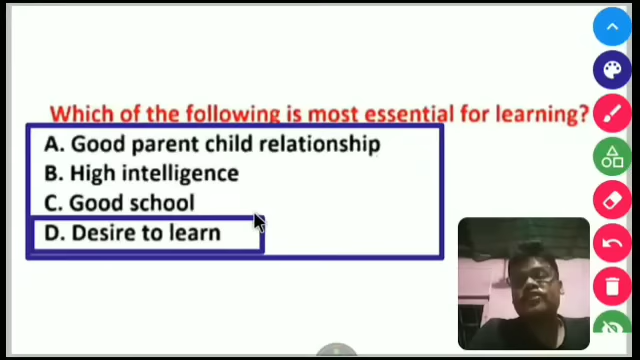 Which of the following is most essential for learning?
A. Good parent child relationship
B. High intelligence
C. Good school
D. Desire to learn